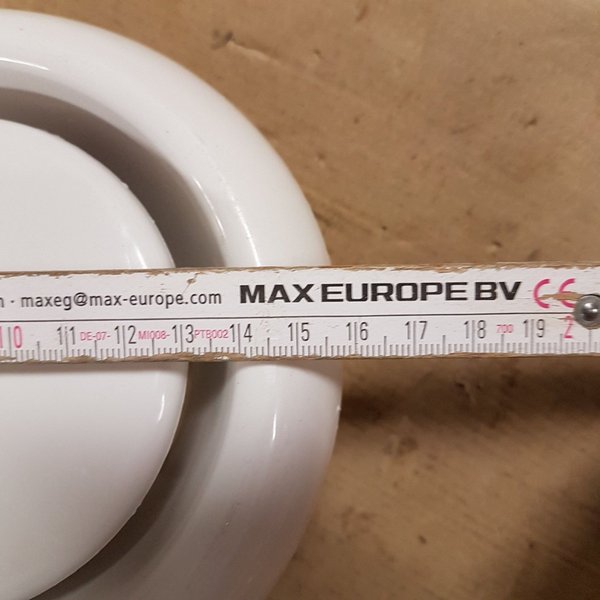 · maxeg@max-europe.com MAX EUROPE BV CE
10 11 DE-07- 12 MI008- 13 PTB002 14 15 16 17 18 700 19 2